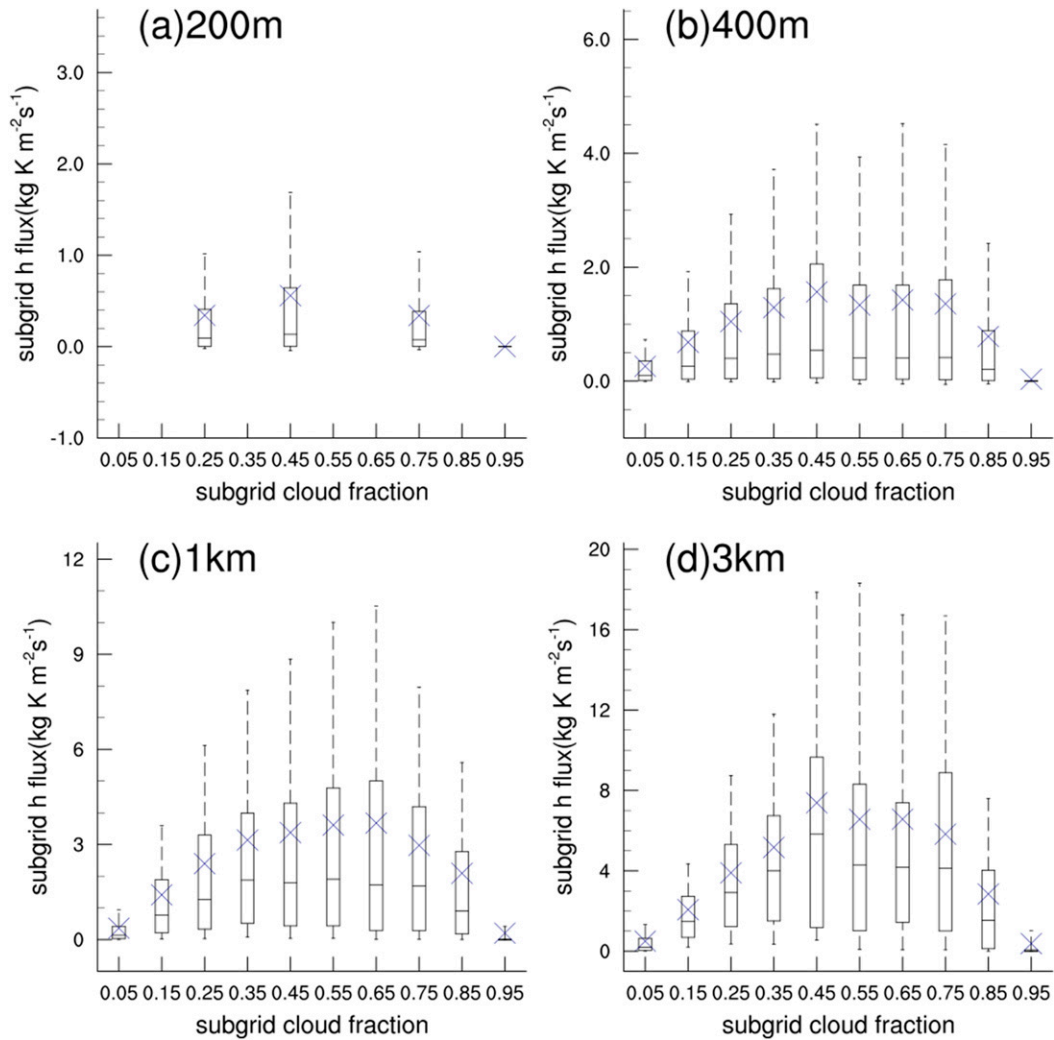 (a)200m
subgrid h flux(kg K m-2s-1)
3.0
2.0
1.0
0.0
-1.0
0.05 0.15 0.25 0.35 0.45 0.55 0.65 0.75 0.85 0.95
subgrid cloud fraction
(b)400m
subgrid h flux(kg K m-2s-1)
6.0
4.0
2.0
0.0
0.05 0.15 0.25 0.35 0.45 0.55 0.65 0.75 0.85 0.95
subgrid cloud fraction
(c)1km
subgrid h flux(kg K m-2s-1)
12
9
6
3
0
0.05 0.15 0.25 0.35 0.45 0.55 0.65 0.75 0.85 0.95
subgrid cloud fraction
(d)3km
subgrid h flux(kg K m-2s-1)
20
16
12
8
4
0
0.05 0.15 0.25 0.35 0.45 0.55 0.65 0.75 0.85 0.95
subgrid cloud fraction